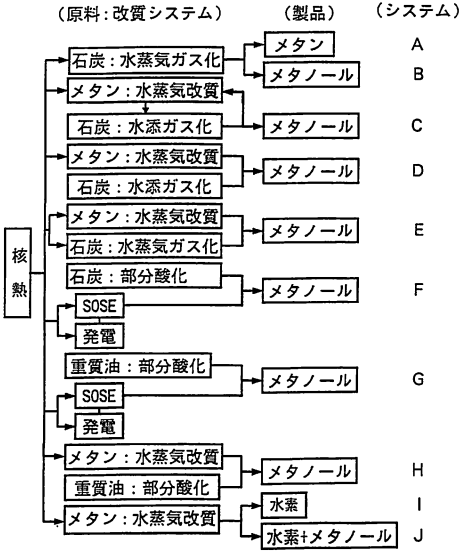 （原料：改質システム） （製品） （システム）
石炭：水蒸気ガス化 メタン A
メタノール B
メタン：水蒸気改質
石炭：水添ガス化 メタノール C
メタン：水蒸気改質
メタノール D
石炭：水添ガス化
メタン：水蒸気改質
メタノール E
石炭：水蒸気ガス化
核熱
石炭：部分酸化
メタノール F
SOSE
発電
重質油：部分酸化
メタノール G
SOSE
発電
メタン：水蒸気改質
メタノール H
重質油：部分酸化
メタン：水蒸気改質 水素 I
水素+メタノール J